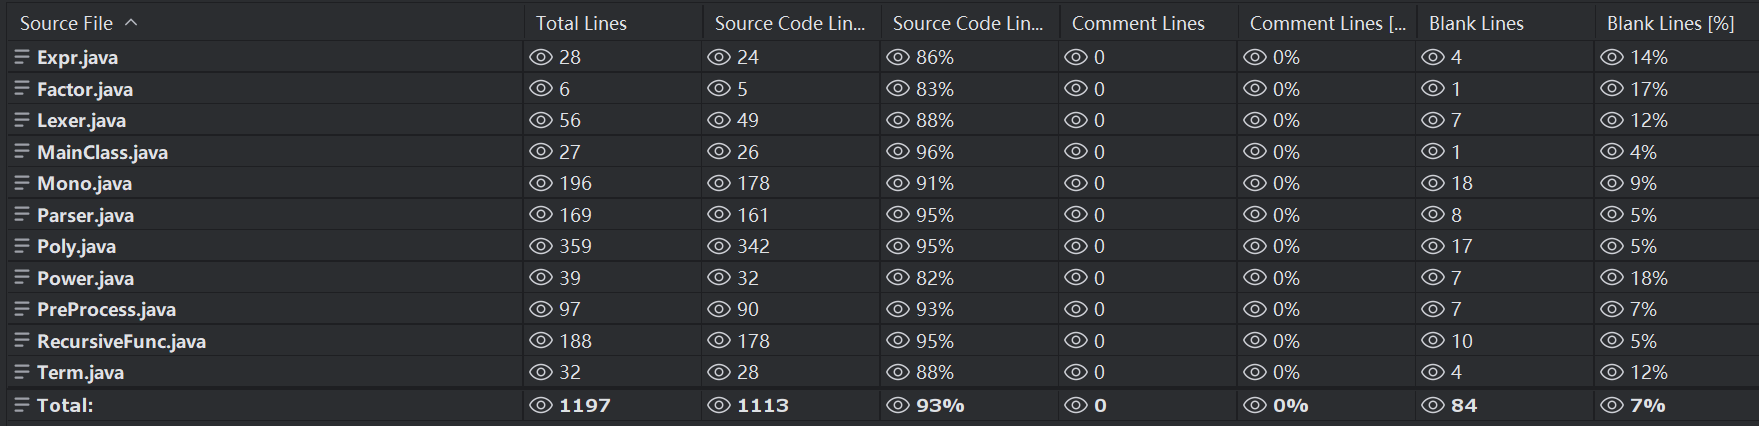 Source File Total Lines Source Code Lin... Source Code Lin... Comment Lines Comment Lines [... Blank Lines Blank Lines [%]
Expr.java 28 24 86% 0 0% 4 14%
Factor.java 6 5 83% 0 0% 1 17%
Lexer.java 56 49 88% 0 0% 7 12%
MainClass.java 27 26 96% 0 0% 1 4%
Mono.java 196 178 91% 0 0% 18 9%
Parser.java 169 161 95% 0 0% 8 5%
Poly.java 359 342 95% 0 0% 17 5%
Power.java 39 32 82% 0 0% 7 18%
PreProcess.java 97 90 93% 0 0% 7 7%
RecursiveFunc.java 188 178 95% 0 0% 10 5%
Term.java 32 28 88% 0 0% 4 12%
Total: 1197 1113 93% 0 0% 84 7%